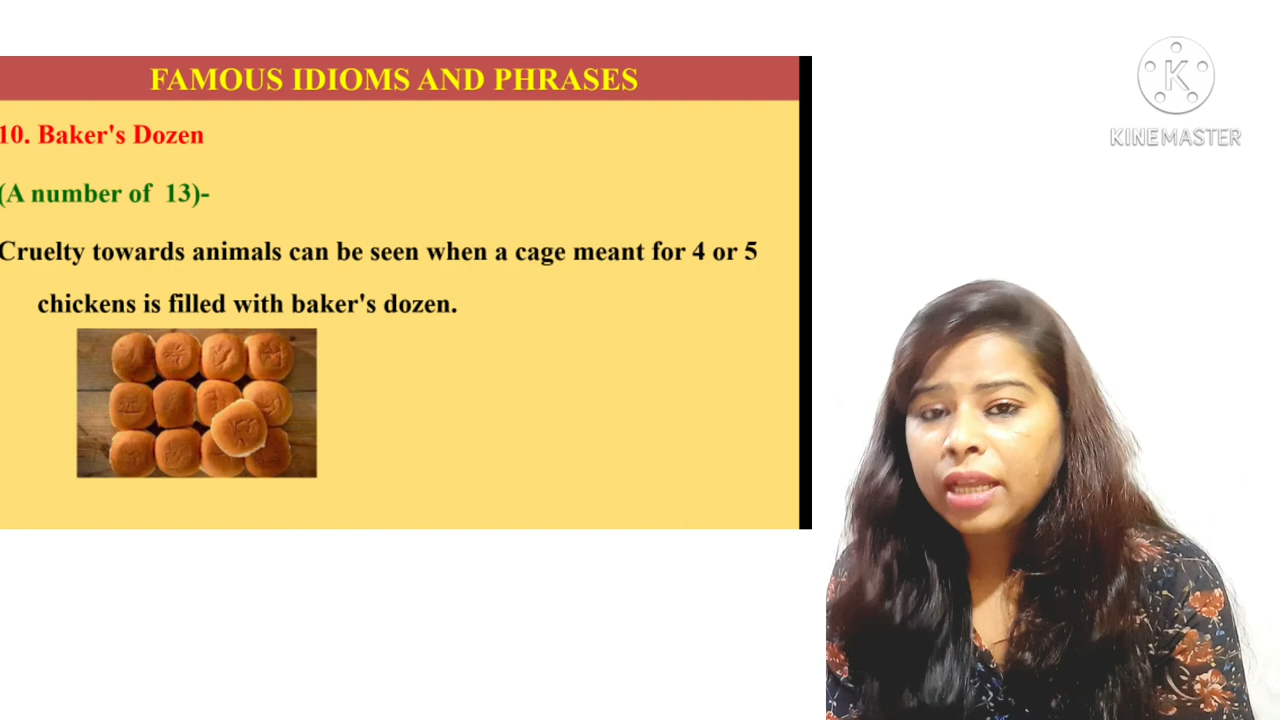 FAMOUS IDIOMS AND PHRASES
10. Baker's Dozen
(A number of 13)-
Cruelty towards animals can be seen when a cage meant for 4 or 5
chickens is filled with baker's dozen.
K
KINEMASTER